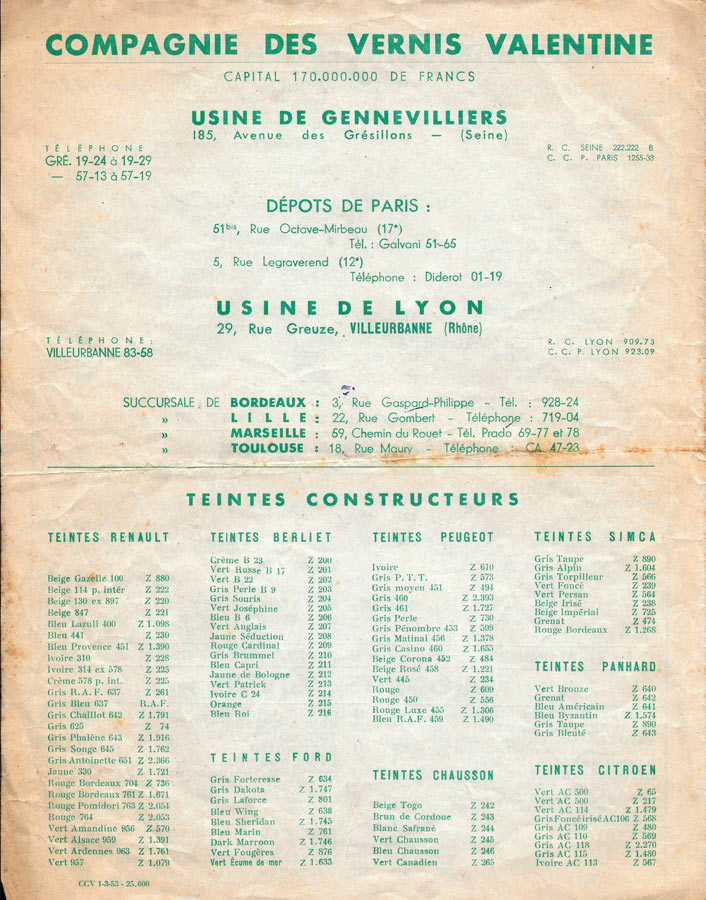 COMPAGNIE DES VERNIS VALENTINE
CAPITAL 170.000.000 DE FRANCS
USINE DE GENNEVILLIERS
185, Avenue des Grésillons — (Seine)
TÉLÉPHONE
GRÉ. 19-24 à 19-29
— 57-13 à 57-19
R. C. SEINE 222.222 B
C. C. P. PARIS 1255-33
DÉPOTS DE PARIS :
51bis, Rue Octave-Mirbeau (17e)
Tél. : Galvani 51-65
5, Rue Legraverend (12e)
Téléphone : Diderot 01-19
USINE DE LYON
29, Rue Greuze, VILLEURBANNE (Rhône)
TÉLÉPHONE:
VILLEURBANNE 83-58
R. C. LYON 909.73
C. C. P. LYON 923.09
SUCCURSALE DE BORDEAUX : 3, Rue Gaspard-Philippe - Tél. : 928-24
» LILLE : 22, Rue Gombert - Téléphone : 719-04
» MARSEILLE : 59, Chemin du Rouet - Tél. Prado 69-77 et 78
» TOULOUSE : 18, Rue Maury - Téléphone : CA 47-23
TEINTES CONSTRUCTEURS
TEINTES RENAULT
Beige Gazelle 100 Z 880
Beige 114 p. intér Z 222
Beige 130 ex 897 Z 220
Beige 847 Z 221
Bleu Lazuli 400 Z 1.098
Bleu 441 Z 230
Bleu Provence 451 Z 1.390
Ivoire 310 Z 228
Ivoire 314 ex 578 Z 225
Crème 578 p. int. Z 225
Gris R.A.F. 637 Z 261
Gris Bleu 637 R.A.F.
Gris Chaillot 642 Z 1.791
Gris 625 Z 74
Gris Phalène 643 Z 1.916
Gris Songe 645 Z 1.762
Gris Antoinette 651 Z 2.366
Jaune 330 Z 1.721
Rouge Bordeaux 704 Z 736
Rouge Bordeaux 761 Z 1.671
Rouge Pomidori 763 Z 2.054
Rouge 764 Z 2.053
Vert Amandine 956 Z 570
Vert Alsace 959 Z 1.391
Vert Ardennes 963 Z 1.761
Vert 957 Z 1.079
TEINTES BERLIET
Crème B 23 Z 200
Vert Russe B 17 Z 201
Vert B 22 Z 202
Gris Perle B 9 Z 203
Gris Souris Z 204
Vert Joséphine Z 205
Bleu B 6 Z 206
Vert Anglais Z 207
Jaune Séduction Z 208
Rouge Cardinal Z 209
Gris Brummel Z 210
Bleu Capri Z 211
Jaune de Bologne Z 212
Vert Patrick Z 213
Ivoire C 24 Z 214
Orange Z 215
Bleu Roi Z 216
TEINTES FORD
Gris Forteresse Z 634
Gris Dakota Z 1.747
Gris Laforce Z 801
Bleu Wing Z 638
Bleu Sheridan Z 1.745
Bleu Marin Z 761
Dark Marroon Z 1.746
Vert Fougères Z 876
Vert Écume de mer Z 1.633
TEINTES PEUGEOT
Ivoire Z 610
Gris P. T. T. Z 573
Gris moyen 451 Z 494
Gris 460 Z 2.393
Gris 461 Z 1.727
Gris Perle Z 730
Gris Pénombre 453 Z 599
Gris Matinal 456 Z 1.378
Gris Casino 460 Z 1.655
Beige Corona 452 Z 484
Beige Rosé 458 Z 1.221
Vert 445 Z 234
Rouge Z 609
Rouge 450 Z 556
Rouge Luxe 455 Z 1.306
Bleu R.A.F. 459 Z 1.490
TEINTES CHAUSSON
Beige Togo Z 242
Brun de Cordoue Z 243
Blanc Safrané Z 244
Vert Chausson Z 245
Bleu Chausson Z 246
Vert Canadien Z 265
TEINTES SIMCA
Gris Taupe Z 890
Gris Alpin Z 1.604
Gris Torpilleur Z 566
Vert Foncé Z 239
Vert Persan Z 564
Beige Irisé Z 238
Beige Impérial Z 725
Grenat Z 474
Rouge Bordeaux Z 1.268
TEINTES PANHARD
Vert Bronze Z 640
Grenat Z 642
Bleu Américain Z 641
Bleu Byzantin Z 1.574
Gris Taupe Z 890
Gris Bleuté Z 643
TEINTES CITROEN
Vert AC 500 Z 65
Vert AC 500 Z 217
Vert AC 114 Z 1.479
Gris Foncé irisé AC106 Z 568
Gris AC 109 Z 480
Gris AC 110 Z 569
Gris AC 118 Z 2.270
Gris AC 115 Z 1.480
Ivoire AC 113 Z 567
CGV 1-3-53 - 25.000